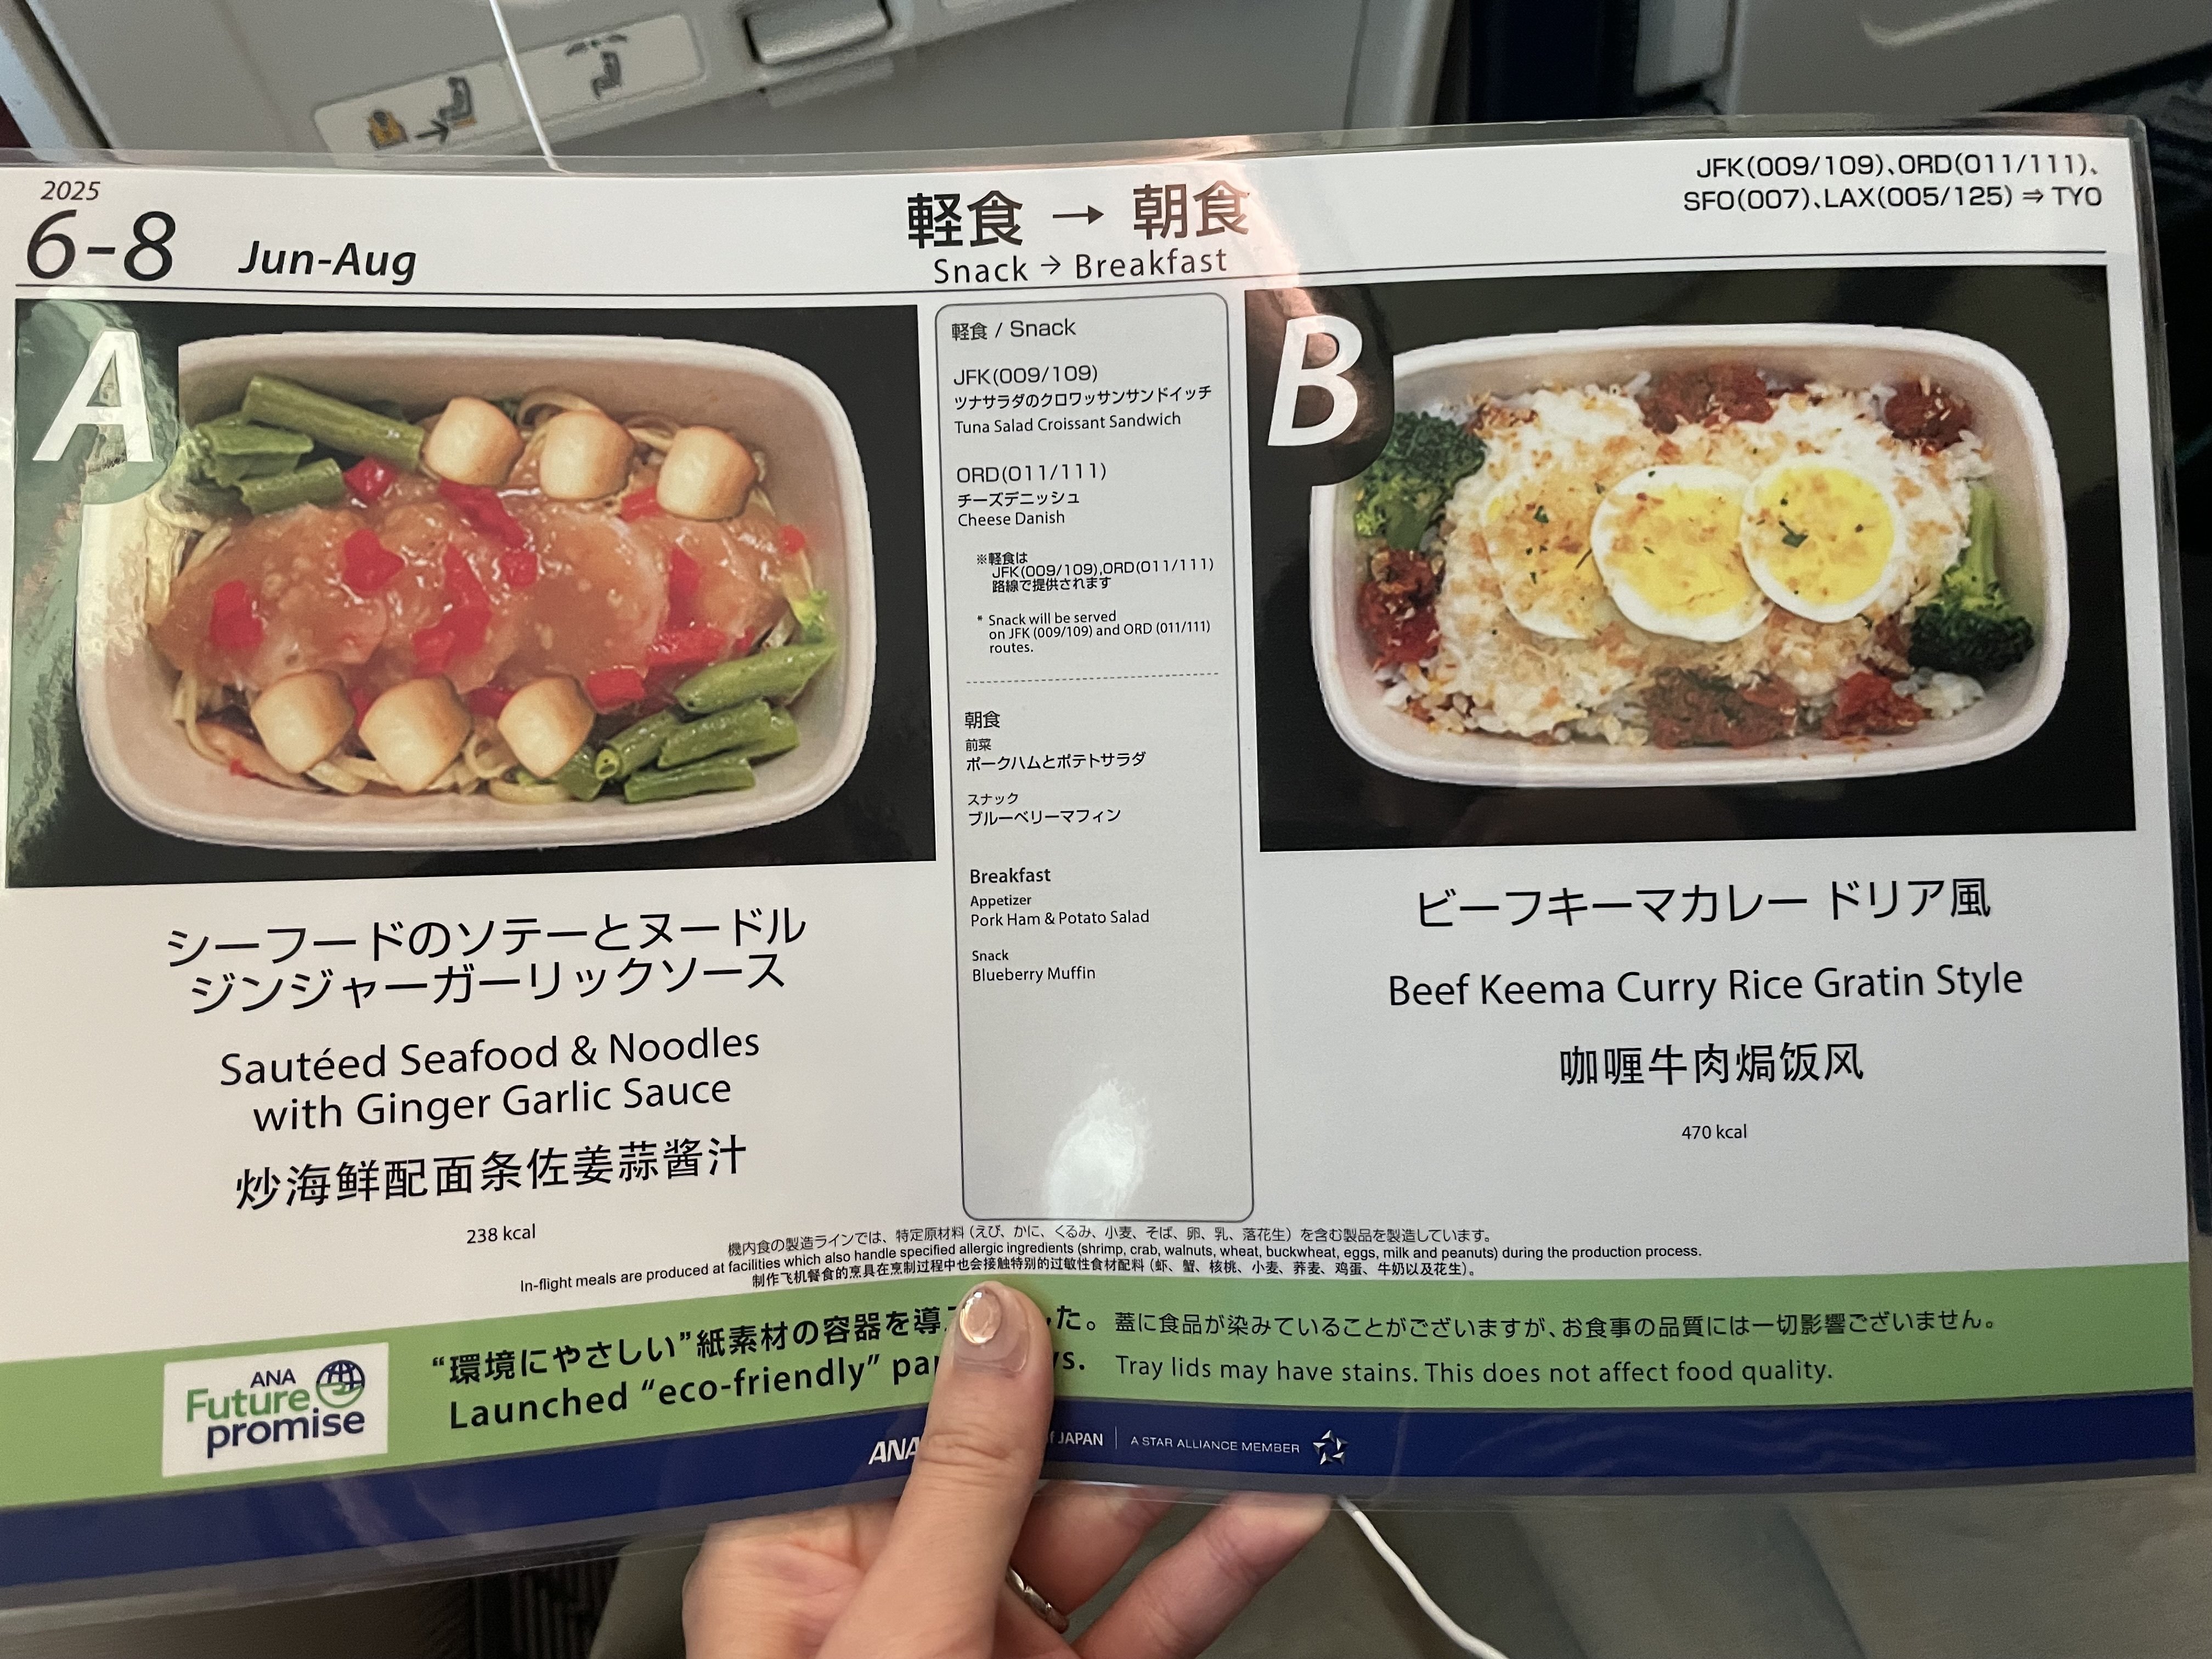 2025
6-8 Jun-Aug
軽食 → 朝食
Snack → Breakfast
JFK(009/109)、ORD(011/111)、
SFO(007)、LAX(005/125) ⇒ TYO
A
シーフードのソテーとヌードル
ジンジャーガーリックソース
Sautéed Seafood & Noodles
with Ginger Garlic Sauce
炒海鲜配面条佐姜蒜酱汁
238 kcal
軽食 / Snack
JFK(009/109)
ツナサラダのクロワッサンサンドイッチ
Tuna Salad Croissant Sandwich
ORD(011/111)
チーズデニッシュ
Cheese Danish
※軽食は
JFK(009/109),ORD(011/111)
路線で提供されます
* Snack will be served
on JFK (009/109) and ORD (011/111)
routes.
朝食
前菜
ポークハムとポテトサラダ
スナック
ブルーベリーマフィン
Breakfast
Appetizer
Pork Ham & Potato Salad
Snack
Blueberry Muffin
B
ビーフキーマカレー ドリア風
Beef Keema Curry Rice Gratin Style
咖喱牛肉焗饭风
470 kcal
機内食の製造ラインでは、特定原材料（えび、かに、くるみ、小麦、そば、卵、乳、落花生）を含む製品を製造しています。
In-flight meals are produced at facilities which also handle specified allergic ingredients (shrimp, crab, walnuts, wheat, buckwheat, eggs, milk and peanuts) during the production process.
制作飞机餐食的烹具在烹制过程中也会接触特别的过敏性食材配料（虾、蟹、核桃、小麦、荞麦、鸡蛋、牛奶以及花生）。
ANA
Future
promise
“環境にやさしい”紙素材の容器を導 た。
Launched “eco-friendly”
蓋に食品が染みていることがございますが、お食事の品質には一切影響ございません。
Tray lids may have stains. This does not affect food quality.
ANA JAPAN A STAR ALLIANCE MEMBER